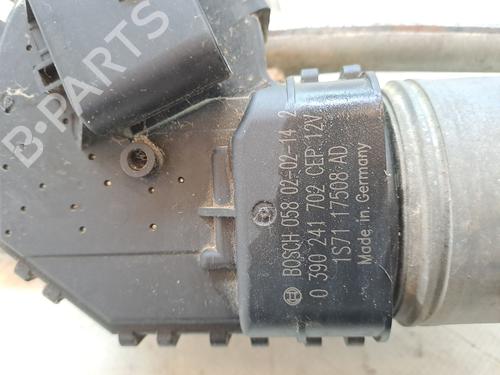 BOSCH 058 02-02-14 2
0 390 241 702 CEP 12V
1S71 17508 AD
Made in Germany
B-PARTS